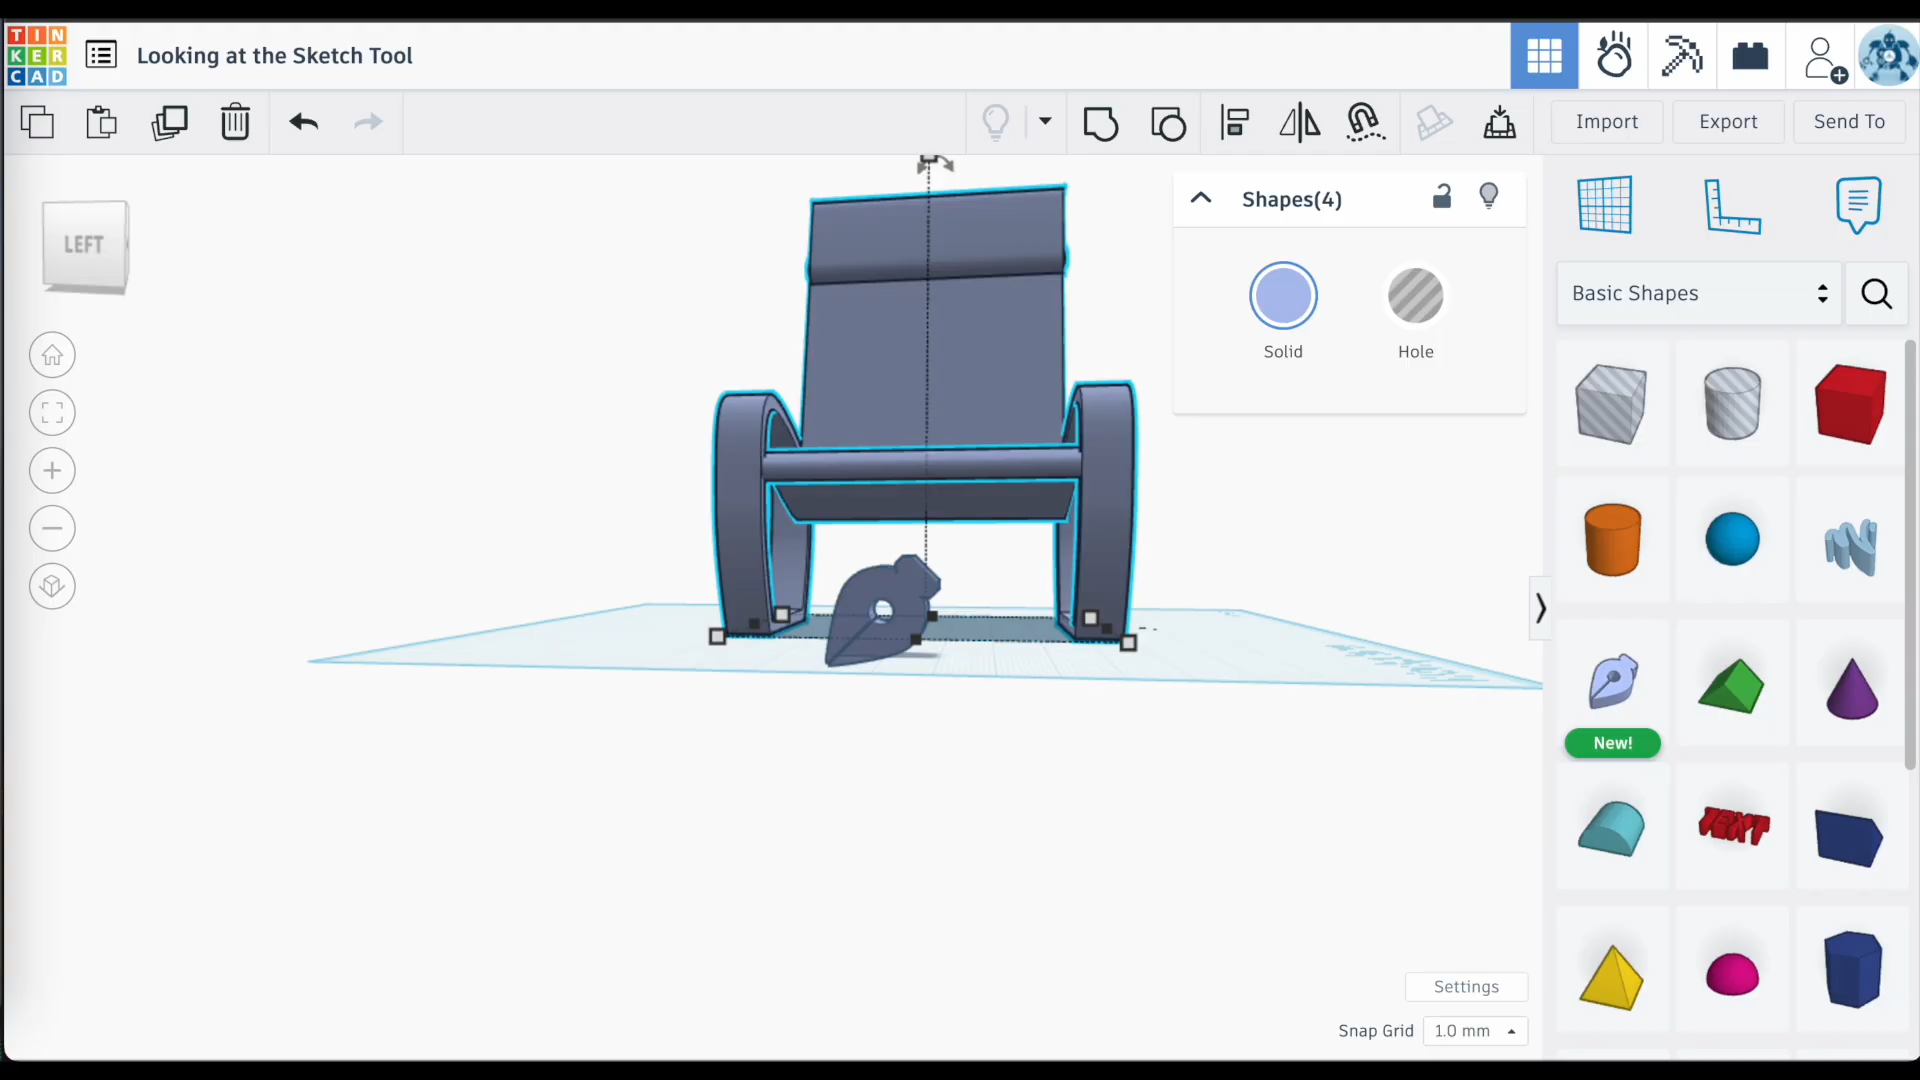 TIN
KER
CAD
Looking at the Sketch Tool
Import
Export
Send To
LEFT
Shapes(4)
Solid
Hole
Basic Shapes
New!
TEXT
Settings
Snap Grid
1.0 mm